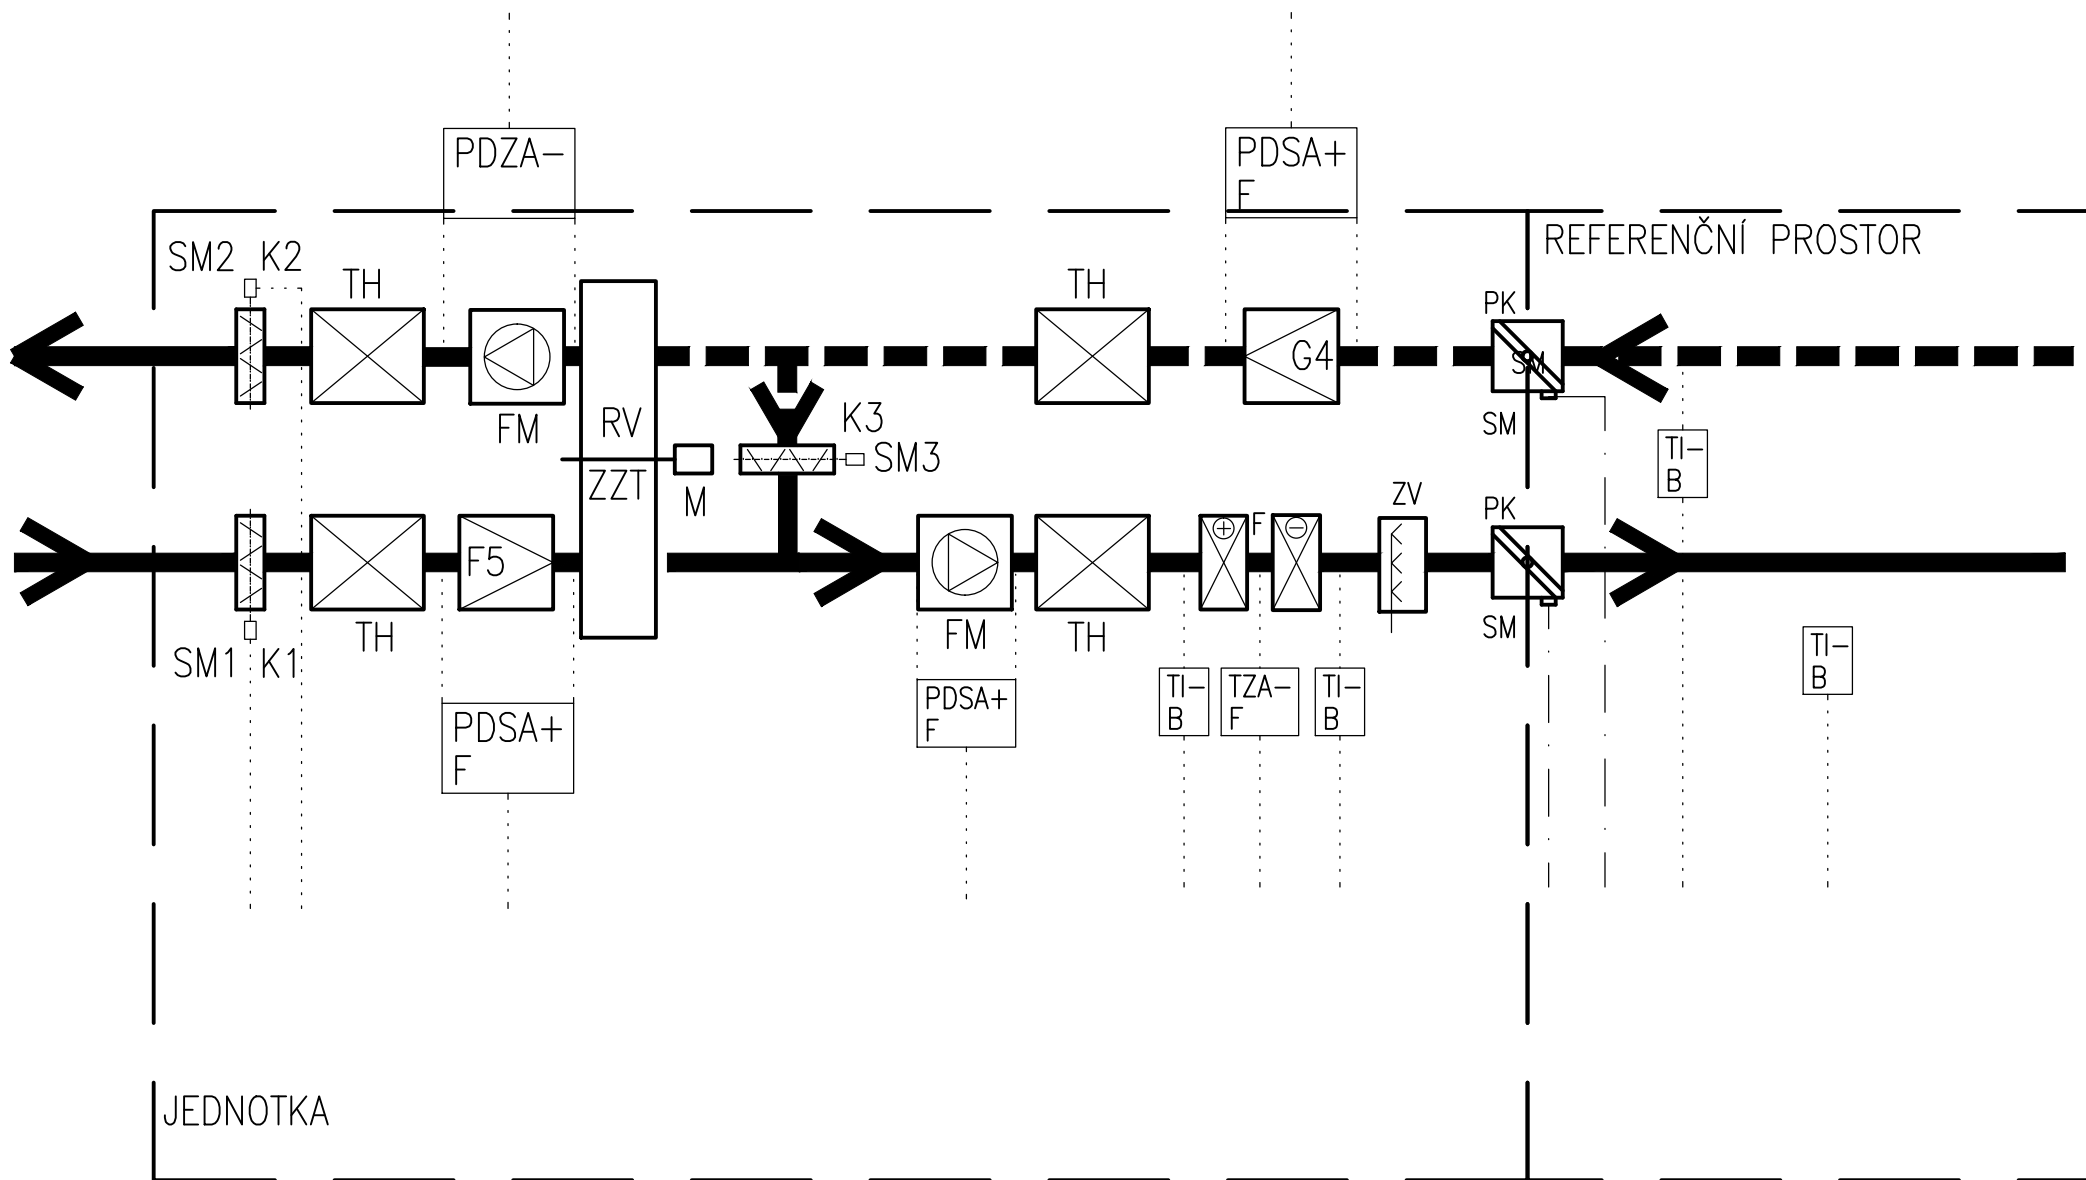 PDZA-
PDSA+
F
REFERENČNÍ PROSTOR
SM2 K2
TH
TH
PK
G4
SM
FM
RV
K3
SM
SM3
TI-
B
ZZT
M
ZV
PK
F
F5
SM1 K1
TH
FM
TH
SM
TI-
B
PDSA+
F
PDSA+
F
TI-
B
TZA-
F
TI-
B
JEDNOTKA